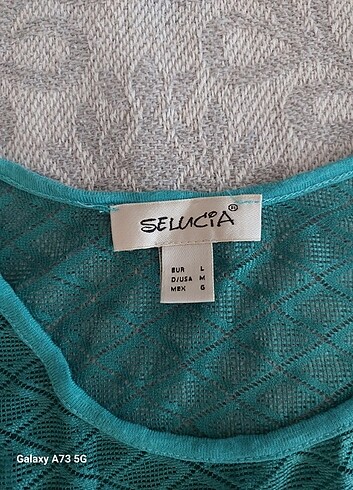 SELUCIA®
EUR L
D/USA M
MEX G
Galaxy A73 5G